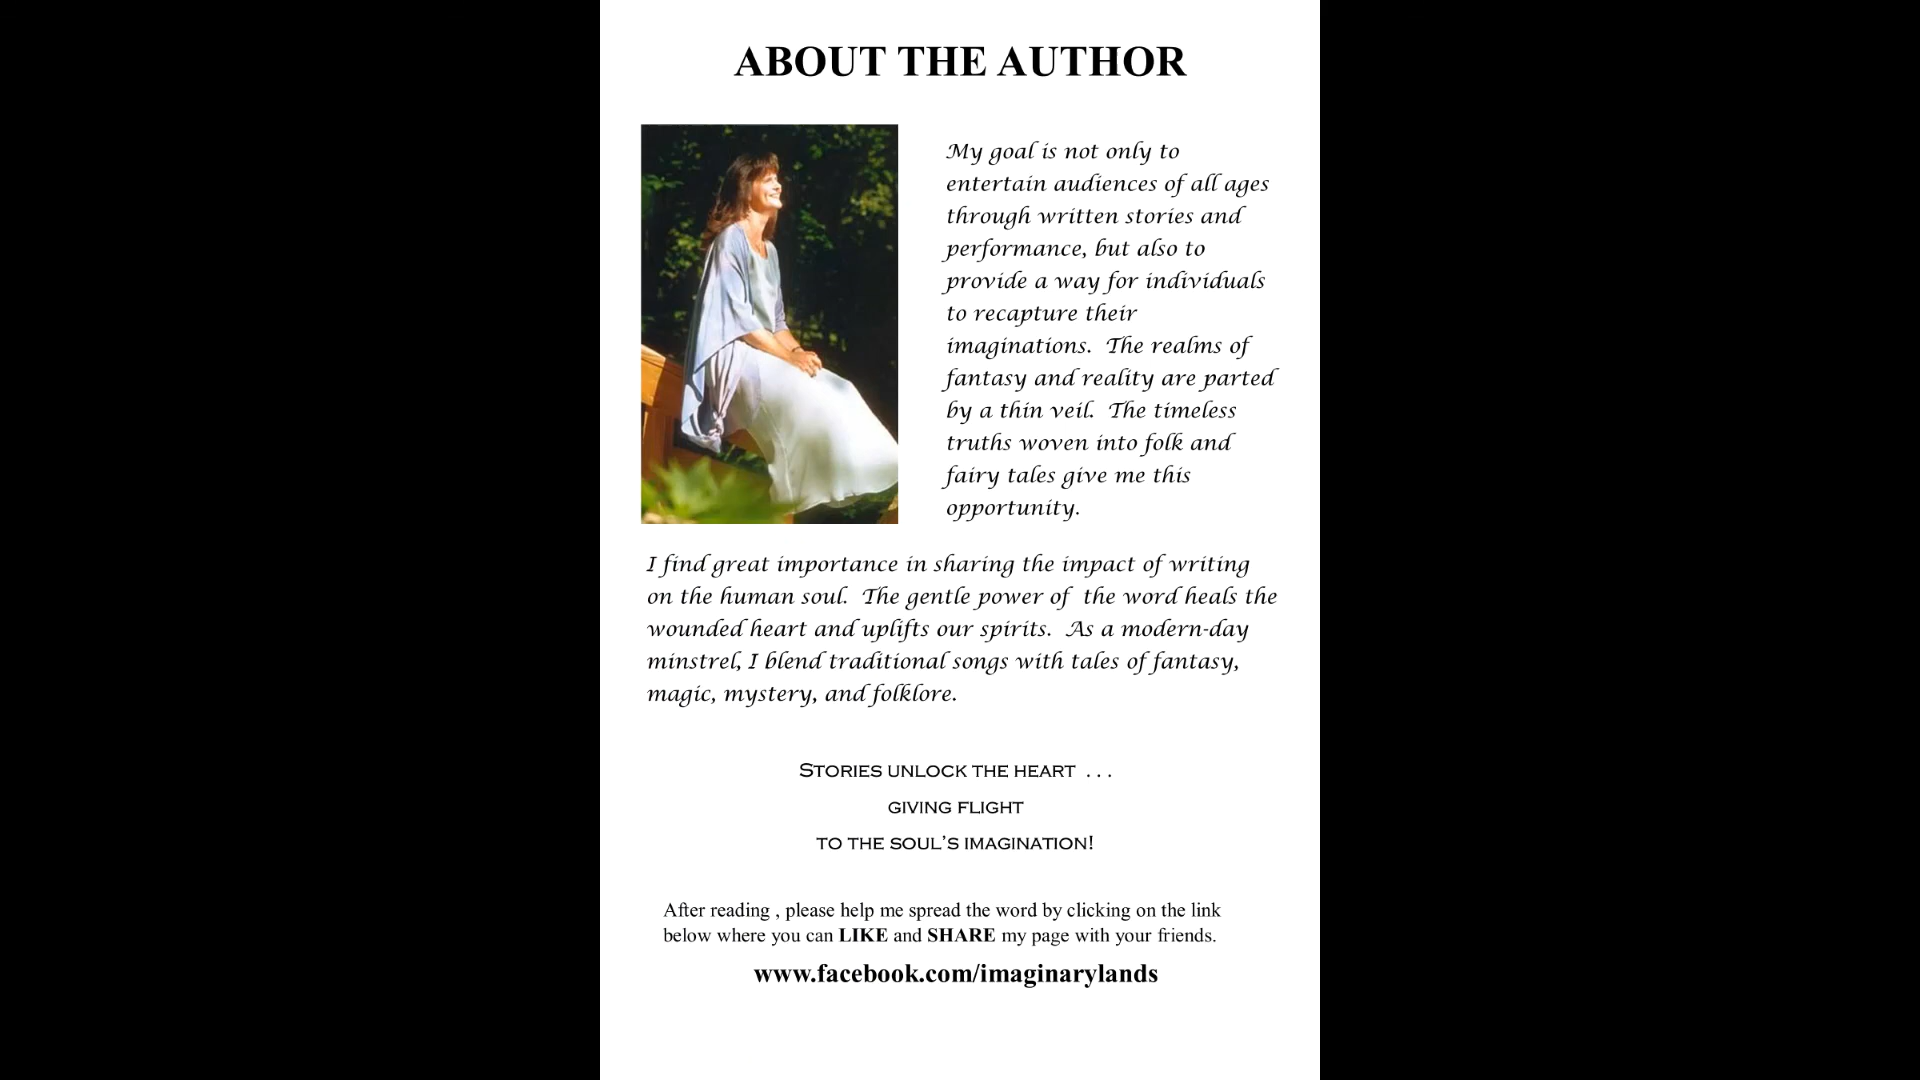 ABOUT THE AUTHOR
My goal is not only to
entertain audiences of all ages
through written stories and
performance, but also to
provide a way for individuals
to recapture their
imaginations. The realms of
fantasy and reality are parted
by a thin veil. The timeless
truths woven into folk and
fairy tales give me this
opportunity.
I find great importance in sharing the impact of writing
on the human soul. The gentle power of the word heals the
wounded heart and uplifts our spirits. As a modern-day
minstrel, I blend traditional songs with tales of fantasy,
magic, mystery, and folklore.
STORIES UNLOCK THE HEART . . .
GIVING FLIGHT
TO THE SOUL'S IMAGINATION!
After reading , please help me spread the word by clicking on the link
below where you can LIKE and SHARE my page with your friends.
www.facebook.com/imaginarylands